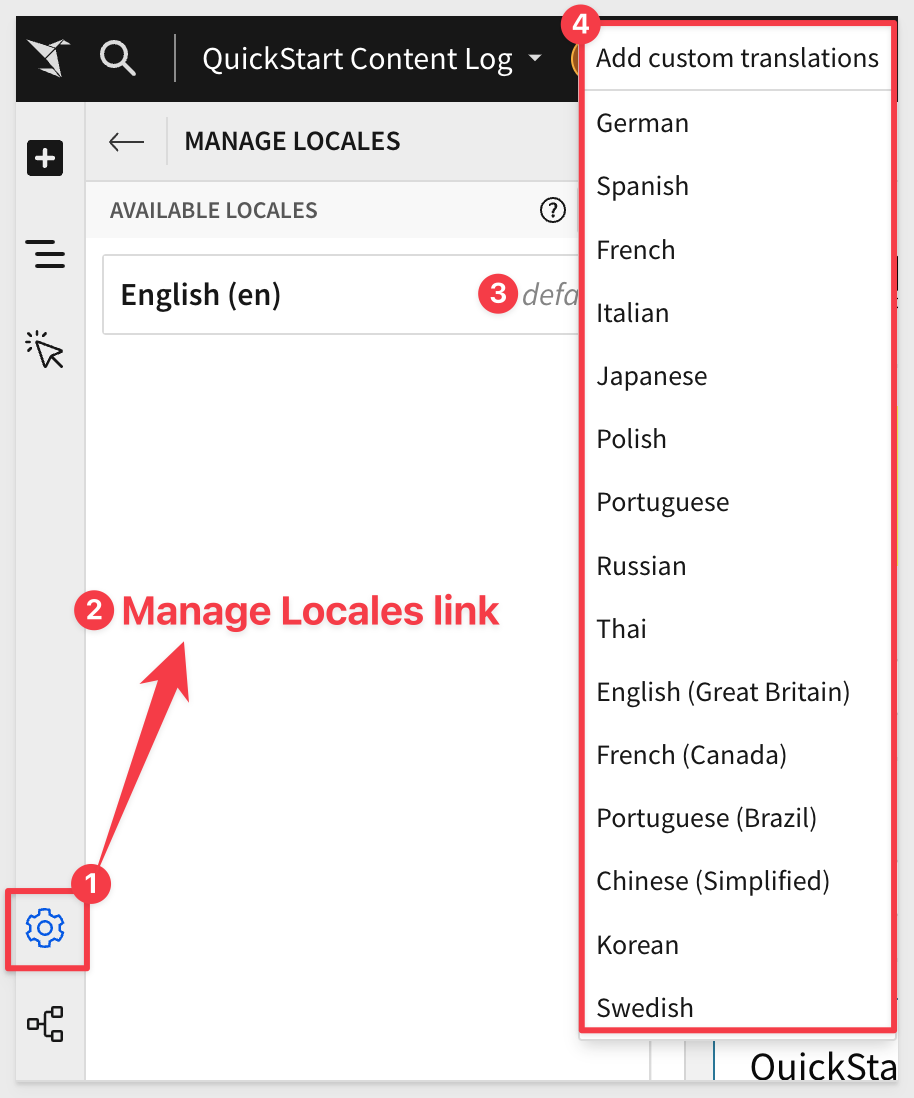 4
QuickStart Content Log
Add custom translations
MANAGE LOCALES
German
AVAILABLE LOCALES
?
Spanish
French
English (en)
3
defa
Italian
Japanese
Polish
Portuguese
Russian
2 Manage Locales link
Thai
English (Great Britain)
French (Canada)
Portuguese (Brazil)
1
Chinese (Simplified)
Korean
Swedish
QuickSta